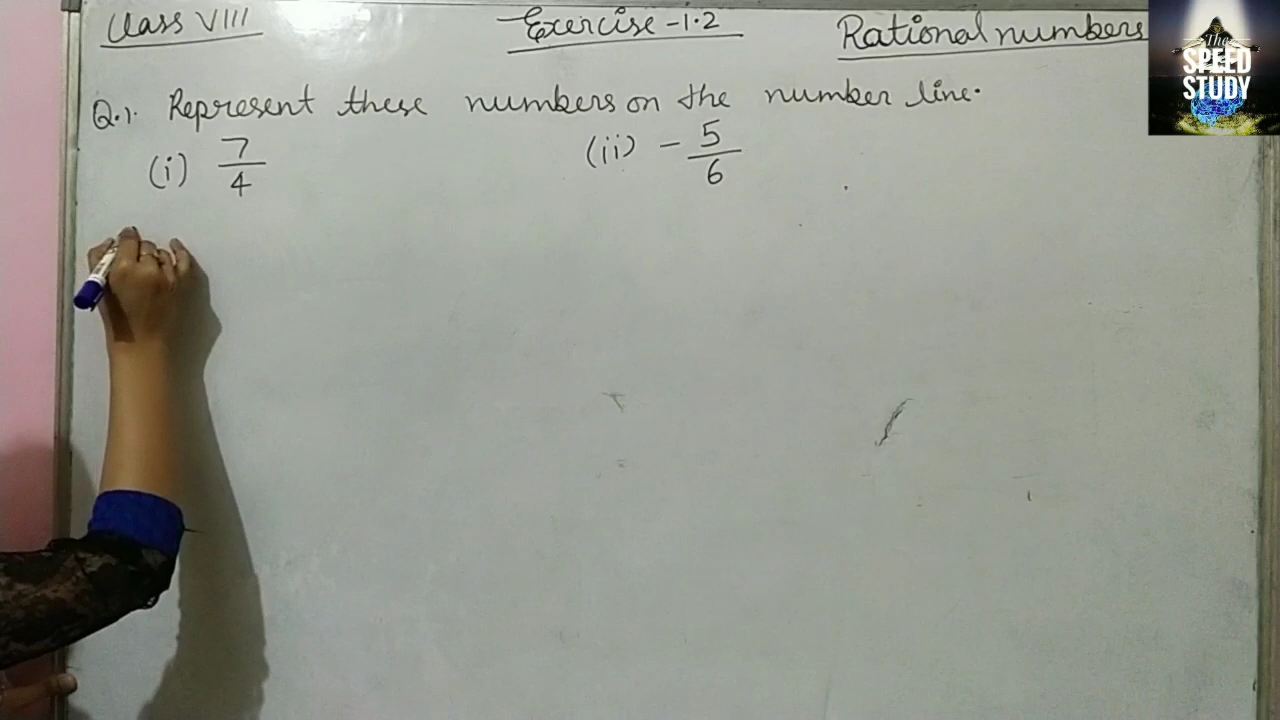 Class VIII Exercise-1.2 Rational numbers
The
SPEED
STUDY
Q.1. Represent these numbers on the number line.
(i) 7/4 (ii) -5/6